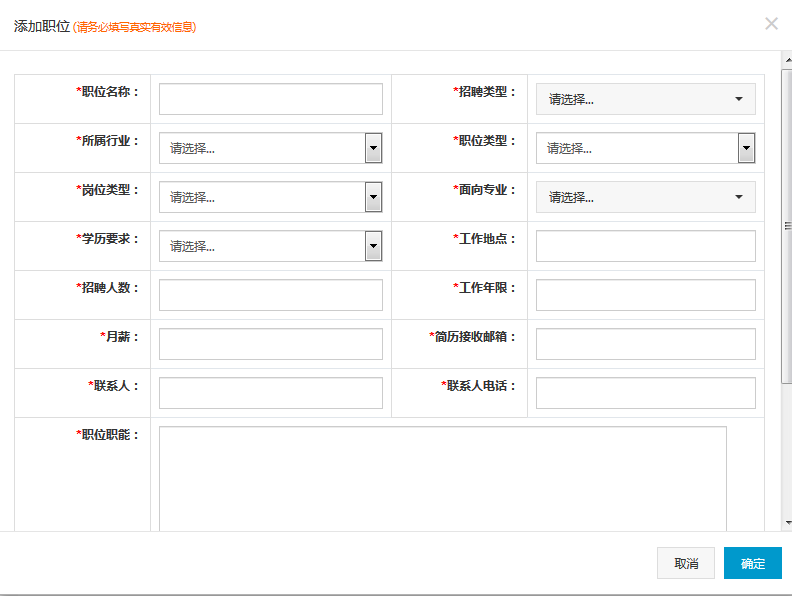 添加职位 (请务必填写真实有效信息)
*职位名称： *招聘类型： 请选择...
*所属行业： 请选择... *职位类型： 请选择...
*岗位类型： 请选择... *面向专业： 请选择...
*学历要求： 请选择... *工作地点：
*招聘人数： *工作年限：
*月薪： *简历接收邮箱：
*联系人： *联系人电话：
*职位职能：
取消 确定